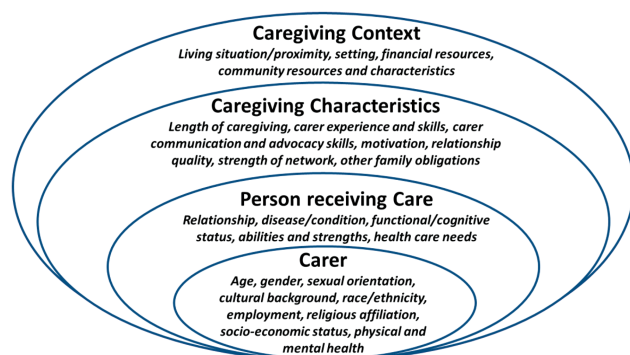 Caregiving Context
Living situation/proximity, setting, financial resources,
community resources and characteristics
Caregiving Characteristics
Length of caregiving, carer experience and skills, carer
communication and advocacy skills, motivation, relationship
quality, strength of network, other family obligations
Person receiving Care
Relationship, disease/condition, functional/cognitive
status, abilities and strengths, health care needs
Carer
Age, gender, sexual orientation,
cultural background, race/ethnicity,
employment, religious affiliation,
socio-economic status, physical and
mental health